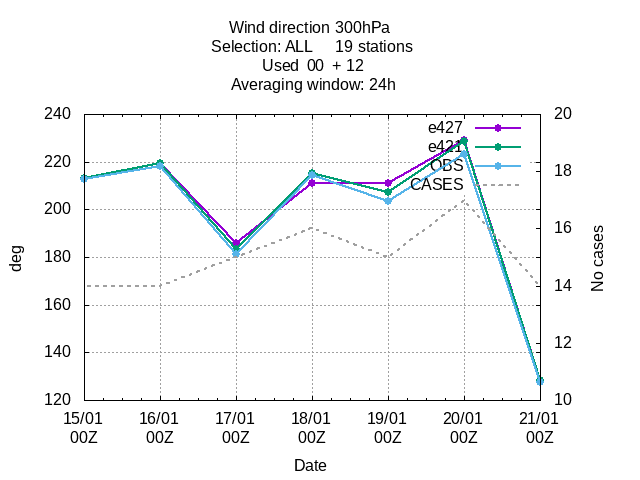 Wind direction 300hPa
Selection: ALL 19 stations
Used 00 + 12
Averaging window: 24h
240 20
e427
e421
220
OBS
18
CASES
200
16
180
deg
No cases
160
14
140
12
120 10
15/01 16/01 17/01 18/01 19/01 20/01 21/01
00Z 00Z 00Z 00Z 00Z 00Z 00Z
Date